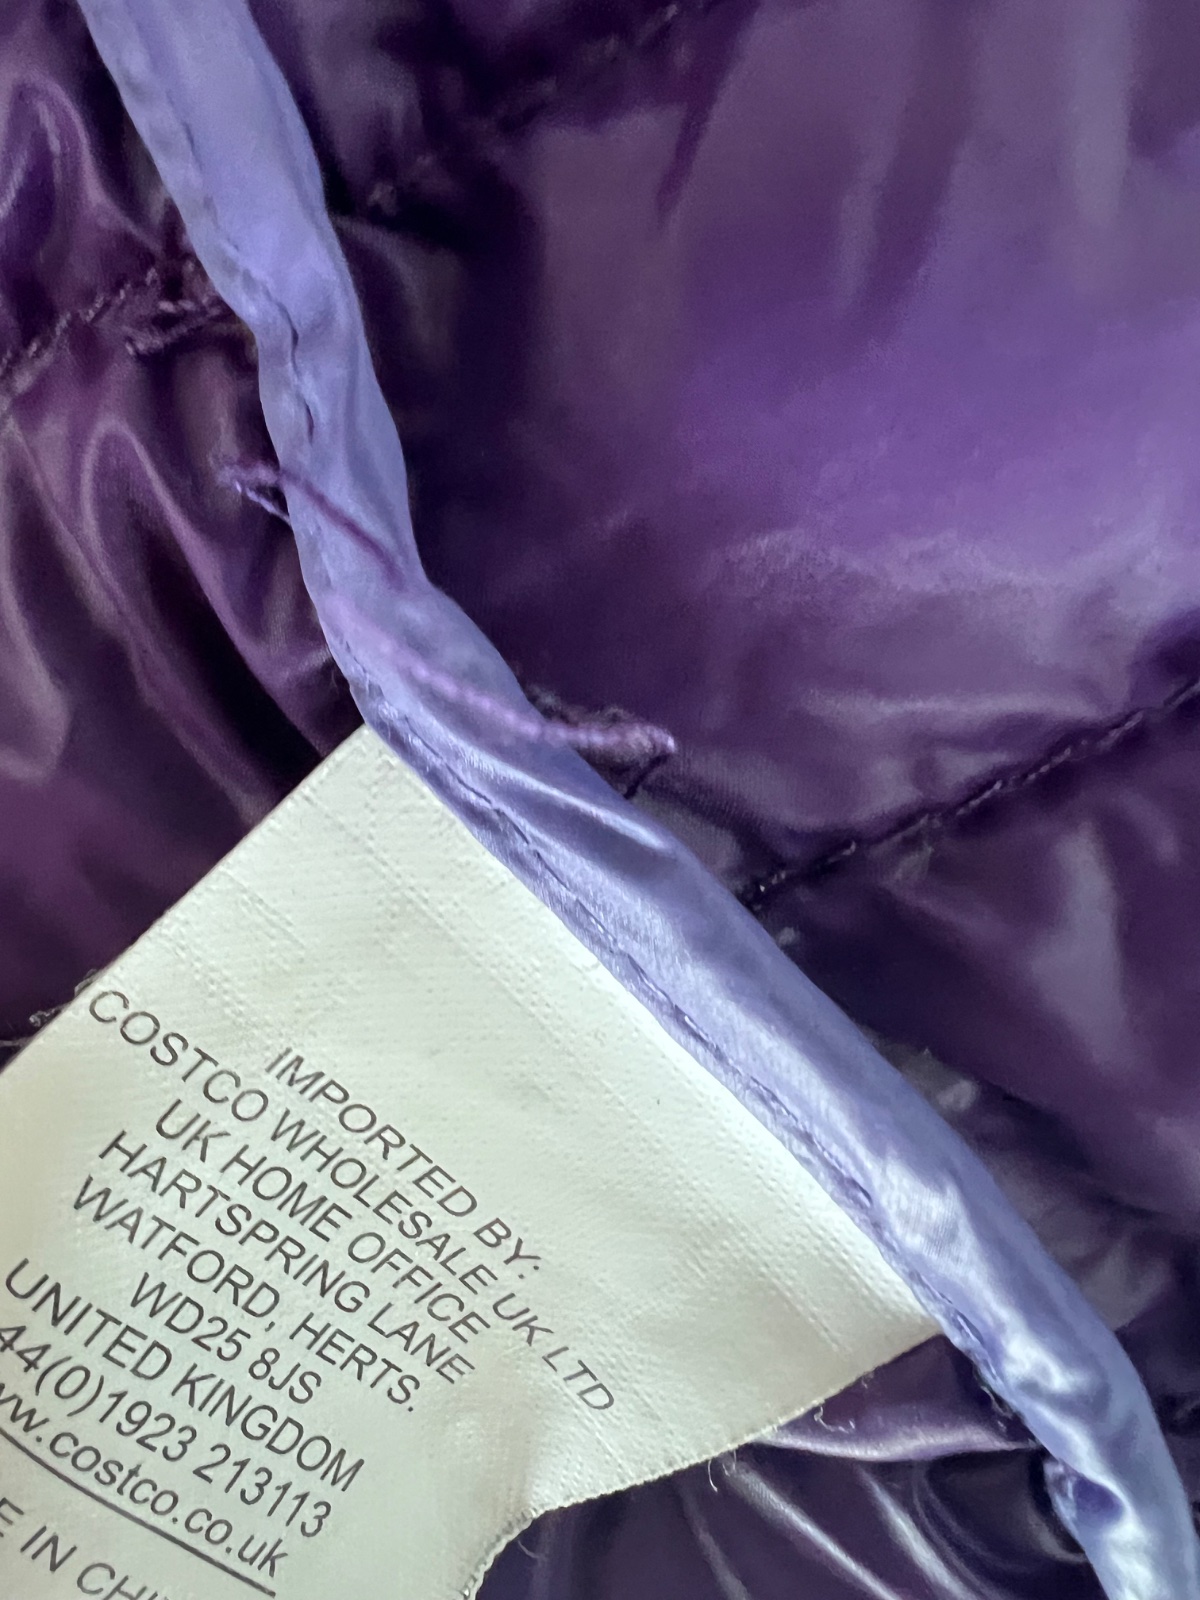 IMPORTED BY:
COSTCO WHOLESALE UK LTD
UK HOME OFFICE
HARTSPRING LANE
WATFORD, HERTS.
WD25 8JS
UNITED KINGDOM
44(0)1923 213113
www.costco.co.uk
IN